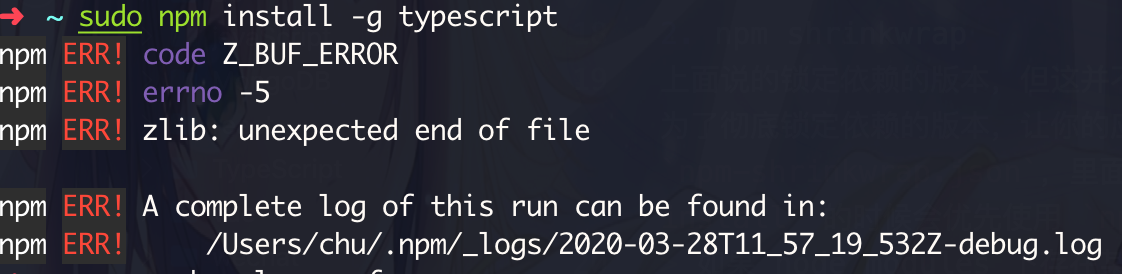 ➜ ~ sudo npm install -g typescript
npm ERR! code Z_BUF_ERROR
npm ERR! errno -5
npm ERR! zlib: unexpected end of file
npm ERR! A complete log of this run can be found in:
npm ERR!     /Users/chu/.npm/_logs/2020-03-28T11_57_19_532Z-debug.log